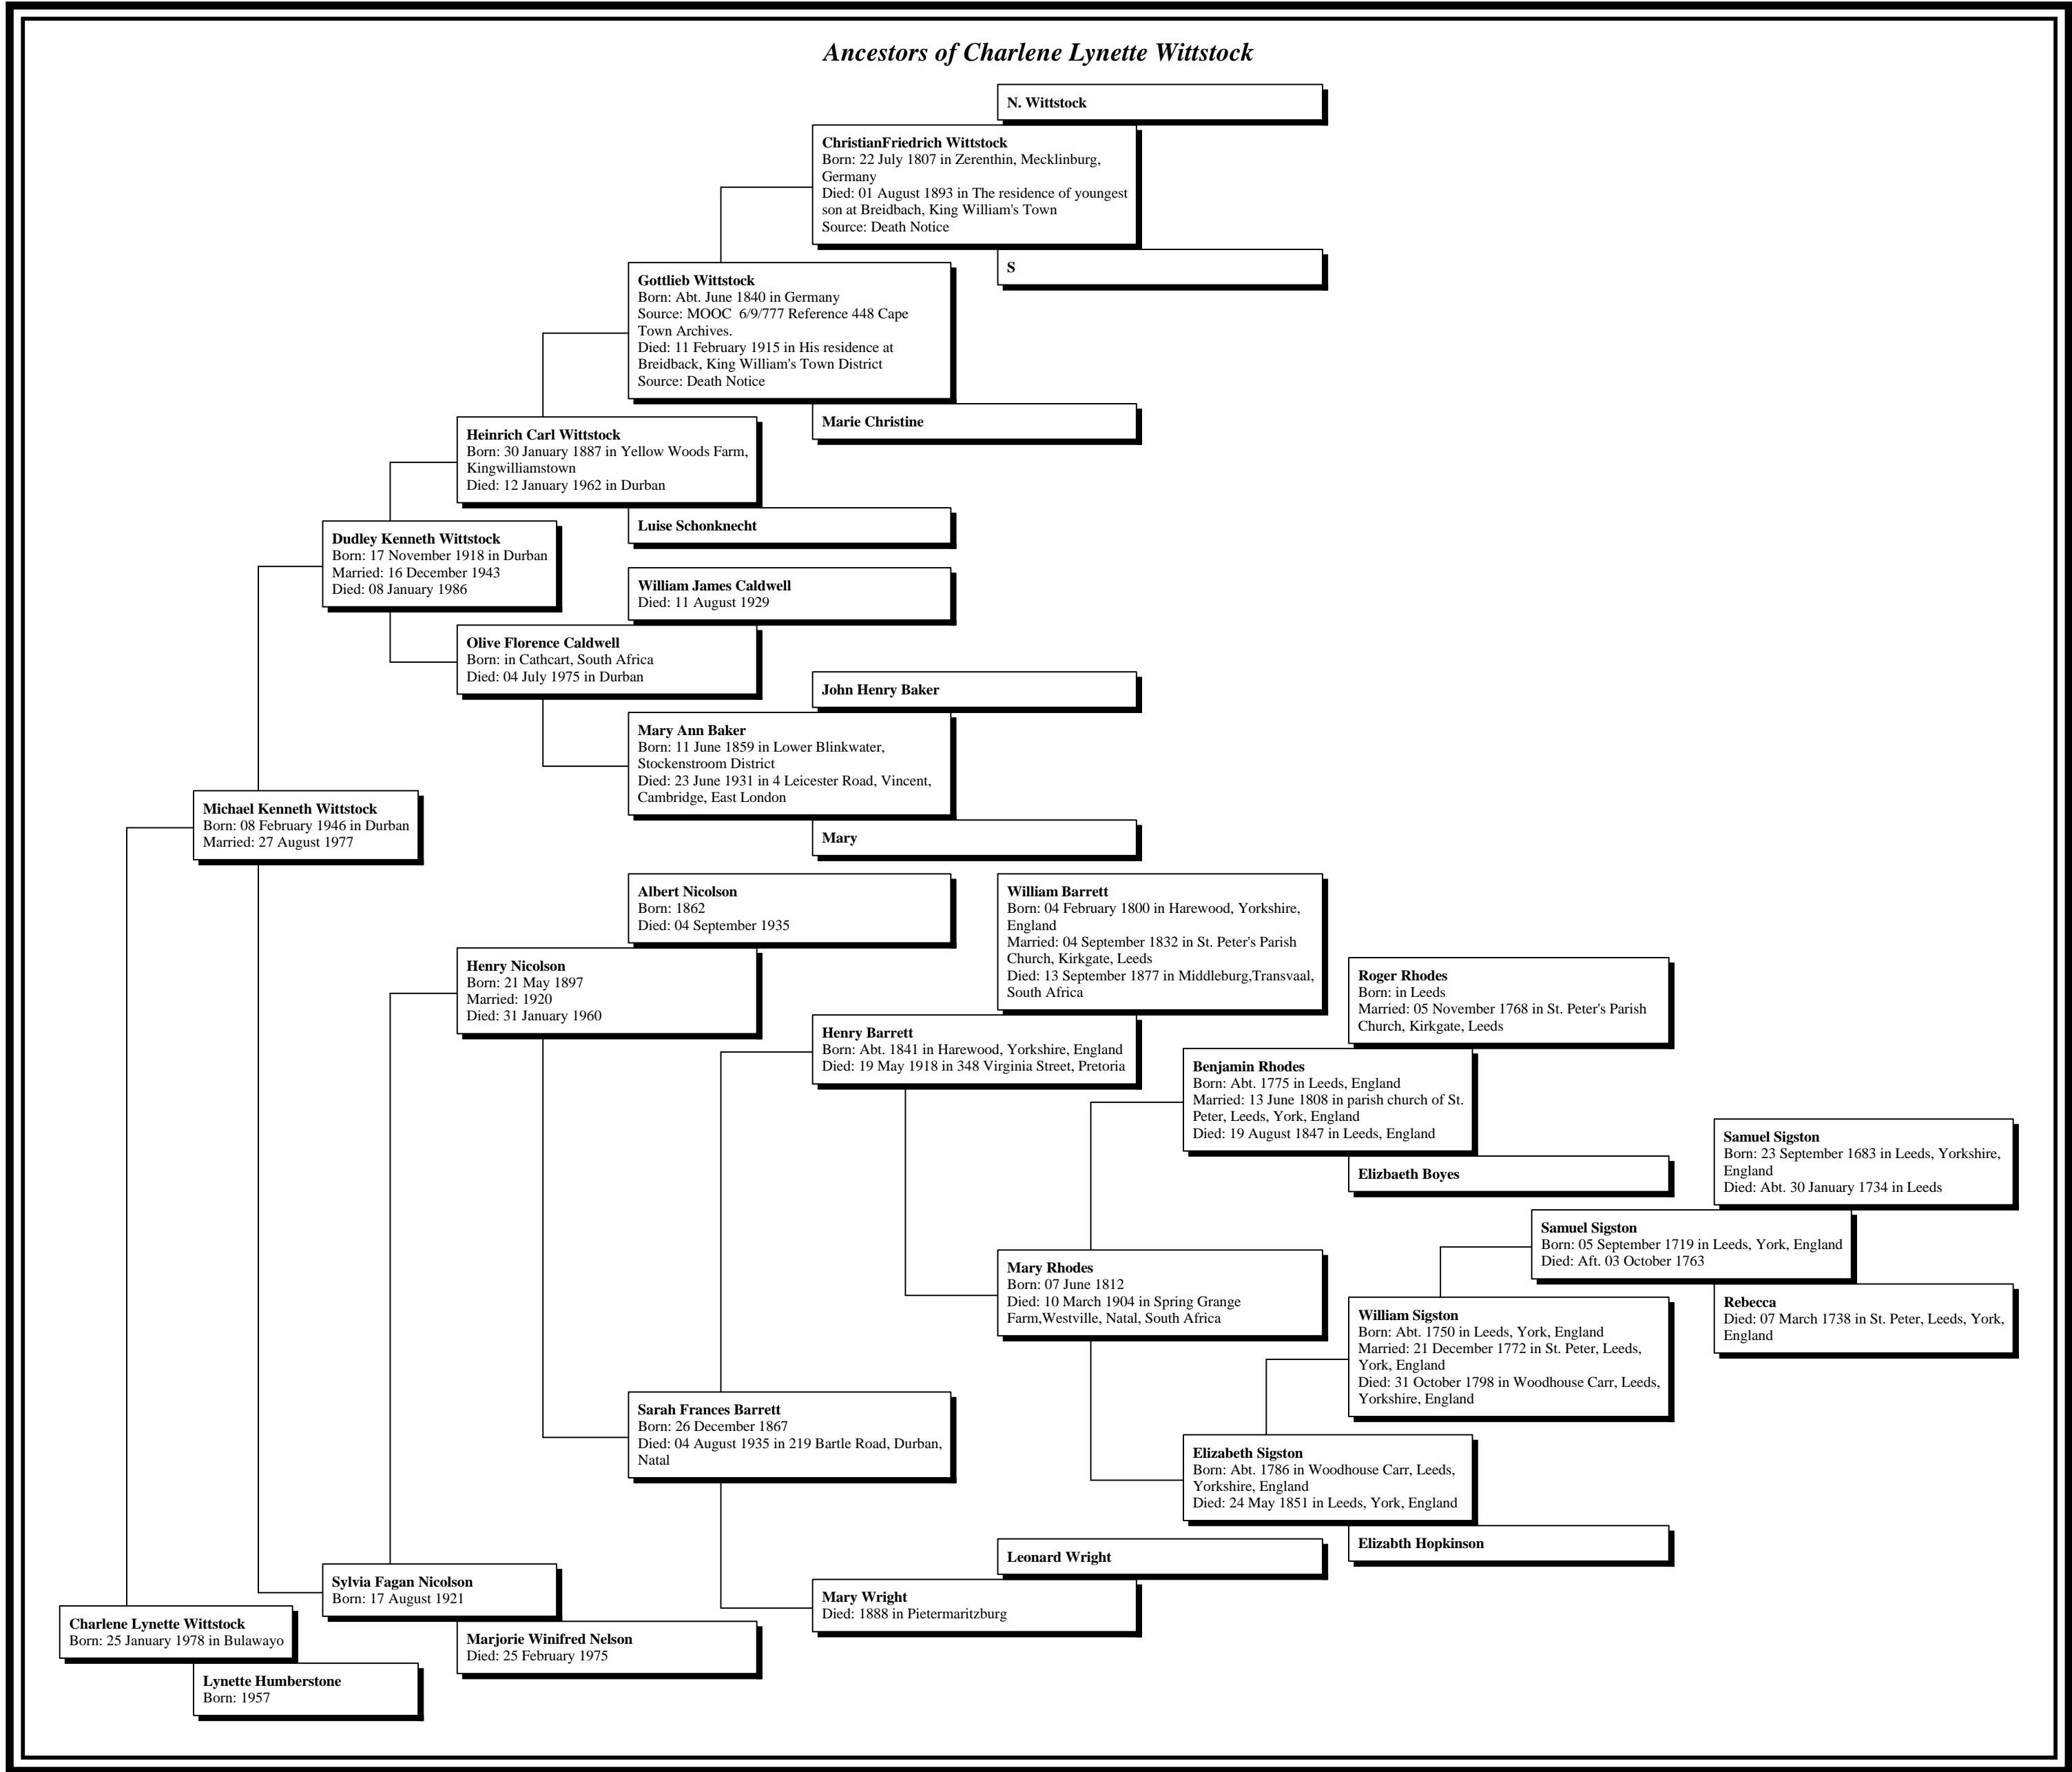 Ancestors of Charlene Lynette Wittstock
N. Wittstock
ChristianFriedrich Wittstock
Born: 22 July 1807 in Zerenthin, Mecklinburg,
Germany
Died: 01 August 1893 in The residence of youngest
son at Breidbach, King William's Town
Source: Death Notice
S
Gottlieb Wittstock
Born: Abt. June 1840 in Germany
Source: MOOC  6/9/777 Reference 448 Cape
Town Archives.
Died: 11 February 1915 in His residence at
Breidback, King William's Town District
Source: Death Notice
Marie Christine
Heinrich Carl Wittstock
Born: 30 January 1887 in Yellow Woods Farm,
Kingwilliamstown
Died: 12 January 1962 in Durban
Luise Schonknecht
Dudley Kenneth Wittstock
Born: 17 November 1918 in Durban
Married: 16 December 1943
Died: 08 January 1986
William James Caldwell
Died: 11 August 1929
Olive Florence Caldwell
Born: in Cathcart, South Africa
Died: 04 July 1975 in Durban
John Henry Baker
Mary Ann Baker
Born: 11 June 1859 in Lower Blinkwater,
Stockenstroom District
Died: 23 June 1931 in 4 Leicester Road, Vincent,
Cambridge, East London
Mary
Michael Kenneth Wittstock
Born: 08 February 1946 in Durban
Married: 27 August 1977
Albert Nicolson
Born: 1862
Died: 04 September 1935
William Barrett
Born: 04 February 1800 in Harewood, Yorkshire,
England
Married: 04 September 1832 in St. Peter's Parish
Church, Kirkgate, Leeds
Died: 13 September 1877 in Middleburg,Transvaal,
South Africa
Henry Nicolson
Born: 21 May 1897
Married: 1920
Died: 31 January 1960
Roger Rhodes
Born: in Leeds
Married: 05 November 1768 in St. Peter's Parish
Church, Kirkgate, Leeds
Henry Barrett
Born: Abt. 1841 in Harewood, Yorkshire, England
Died: 19 May 1918 in 348 Virginia Street, Pretoria
Benjamin Rhodes
Born: Abt. 1775 in Leeds, England
Married: 13 June 1808 in parish church of St.
Peter, Leeds, York, England
Died: 19 August 1847 in Leeds, England
Elizbaeth Boyes
Samuel Sigston
Born: 23 September 1683 in Leeds, Yorkshire,
England
Died: Abt. 30 January 1734 in Leeds
Samuel Sigston
Born: 05 September 1719 in Leeds, York, England
Died: Aft. 03 October 1763
Rebecca
Died: 07 March 1738 in St. Peter, Leeds, York,
England
Mary Rhodes
Born: 07 June 1812
Died: 10 March 1904 in Spring Grange
Farm,Westville, Natal, South Africa
William Sigston
Born: Abt. 1750 in Leeds, York, England
Married: 21 December 1772 in St. Peter, Leeds,
York, England
Died: 31 October 1798 in Woodhouse Carr, Leeds,
Yorkshire, England
Sarah Frances Barrett
Born: 26 December 1867
Died: 04 August 1935 in 219 Bartle Road, Durban,
Natal
Elizabeth Sigston
Born: Abt. 1786 in Woodhouse Carr, Leeds,
Yorkshire, England
Died: 24 May 1851 in Leeds, York, England
Elizabth Hopkinson
Leonard Wright
Mary Wright
Died: 1888 in Pietermaritzburg
Sylvia Fagan Nicolson
Born: 17 August 1921
Charlene Lynette Wittstock
Born: 25 January 1978 in Bulawayo
Marjorie Winifred Nelson
Died: 25 February 1975
Lynette Humberstone
Born: 1957